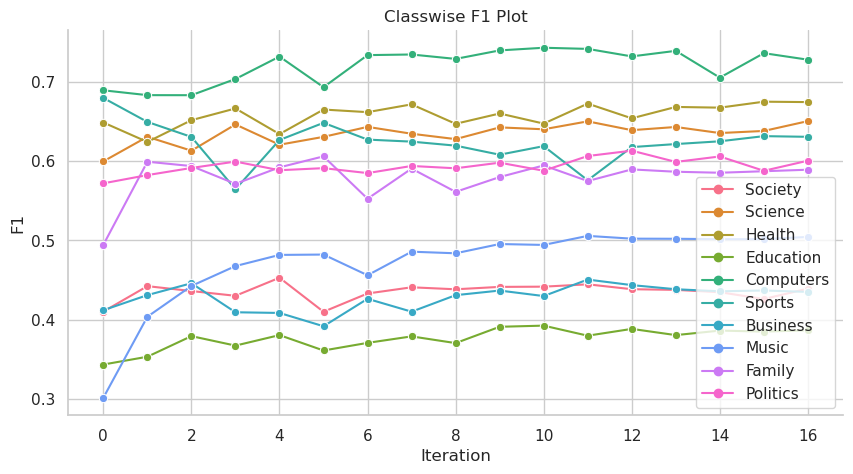 Classwise F1 Plot
F1
0.7
0.6
0.5
0.4
0.3
0 2 4 6 8 10 12 14 16
Iteration
Society
Science
Health
Education
Computers
Sports
Business
Music
Family
Politics